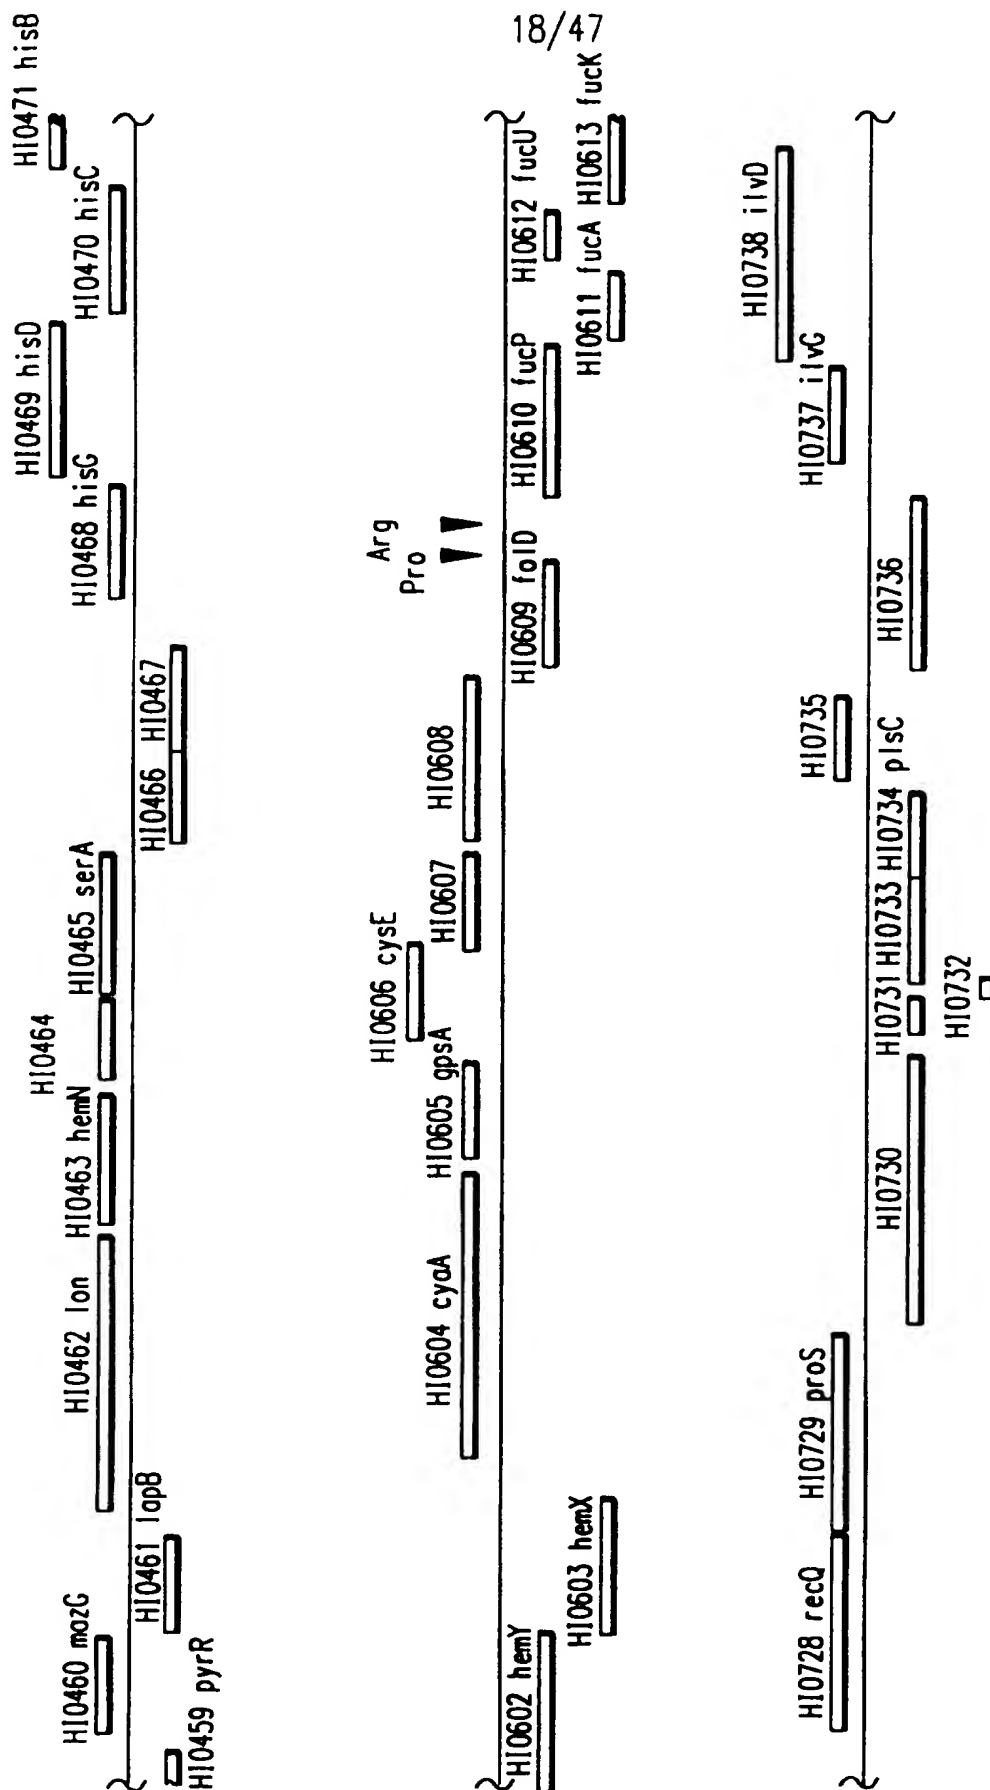 18/47
HI0459 pyrR
HI0460 mazG
HI0461 lapB
HI0462 lon
HI0463 hemN
HI0464
HI0465 serA
HI0466
HI0467
HI0468 hisG
HI0469 hisD
HI0470 hisC
HI0471 hisB
HI0602 hemY
HI0603 hemX
HI0604 cyaA
HI0605 gpsA
HI0606 cysE
HI0607
HI0608
HI0609 folD
Pro
Arg
HI0610 fucP
HI0611 fucA
HI0612 fucU
HI0613 fucK
HI0728 recQ
HI0729 proS
HI0730
HI0731
HI0732
HI0733
HI0734 plsC
HI0735
HI0736
HI0737 ilvG
HI0738 ilvD